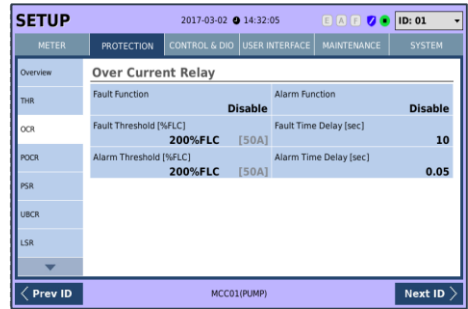 SETUP 2017-03-02 14:32:05 E A F ID: 01
METER PROTECTION CONTROL & DIO USER INTERFACE MAINTENANCE SYSTEM
Overview
THR
OCR
POCR
PSR
UBCR
LSR
Over Current Relay
Fault Function Alarm Function
Disable Disable
Fault Threshold [%FLC] Fault Time Delay [sec]
200%FLC [50A] 10
Alarm Threshold [%FLC] Alarm Time Delay [sec]
200%FLC [50A] 0.05
Prev ID MCC01(PUMP) Next ID